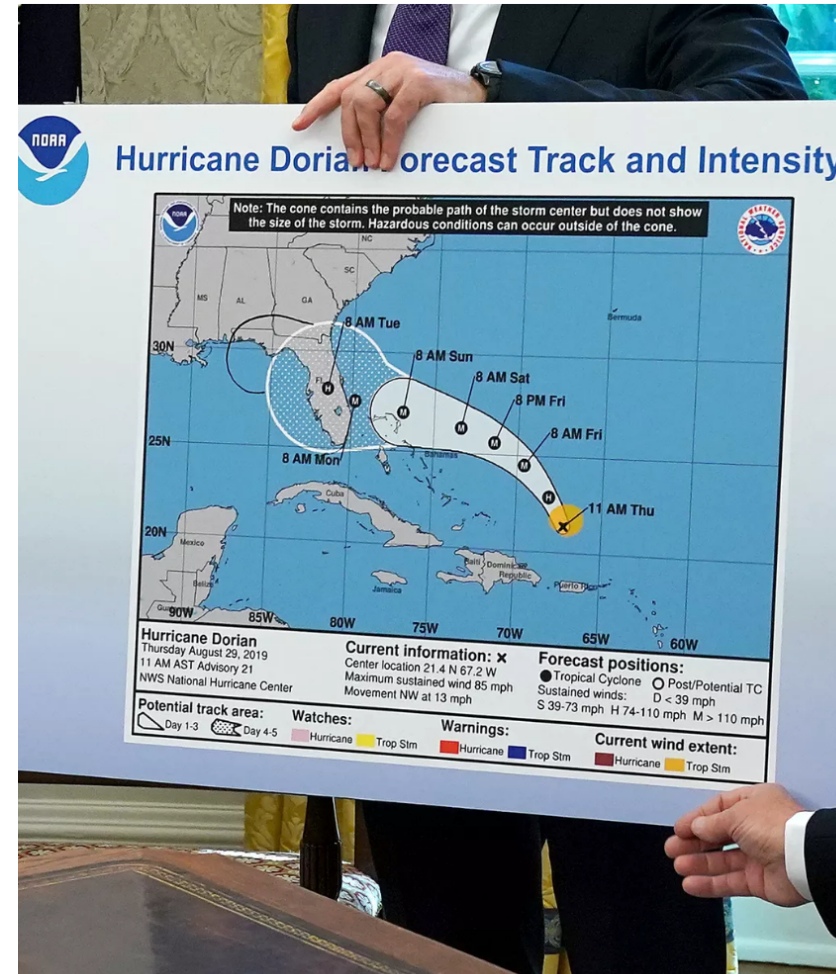 NOAA
Hurricane Dorian Forecast Track and Intensity
NOAA
Note: The cone contains the probable path of the storm center but does not show
the size of the storm. Hazardous conditions can occur outside of the cone.
NATIONAL WEATHER SERVICE
NC
SC
MS
AL
GA
Bermuda
8 AM Tue
30N
8 AM Sun
8 AM Sat
FL
H
M
M
8 PM Fri
M
M
8 AM Fri
25N
8 AM Mon
Bahamas
M
Cuba
H
11 AM Thu
20N
Mexico
Haiti
Dominican
Republic
Jamaica
Puerto Rico
Belize
90W
85W
80W
75W
70W
65W
60W
Hurricane Dorian
Thursday August 29, 2019
11 AM AST Advisory 21
NWS National Hurricane Center
Current information: x
Center location 21.4 N 67.2 W
Maximum sustained wind 85 mph
Movement NW at 13 mph
Forecast positions:
Tropical Cyclone Post/Potential TC
Sustained winds: D < 39 mph
S 39-73 mph H 74-110 mph M > 110 mph
Potential track area:
Day 1-3 Day 4-5
Watches:
Hurricane Trop Stm
Warnings:
Hurricane Trop Stm
Current wind extent:
Hurricane Trop Stm